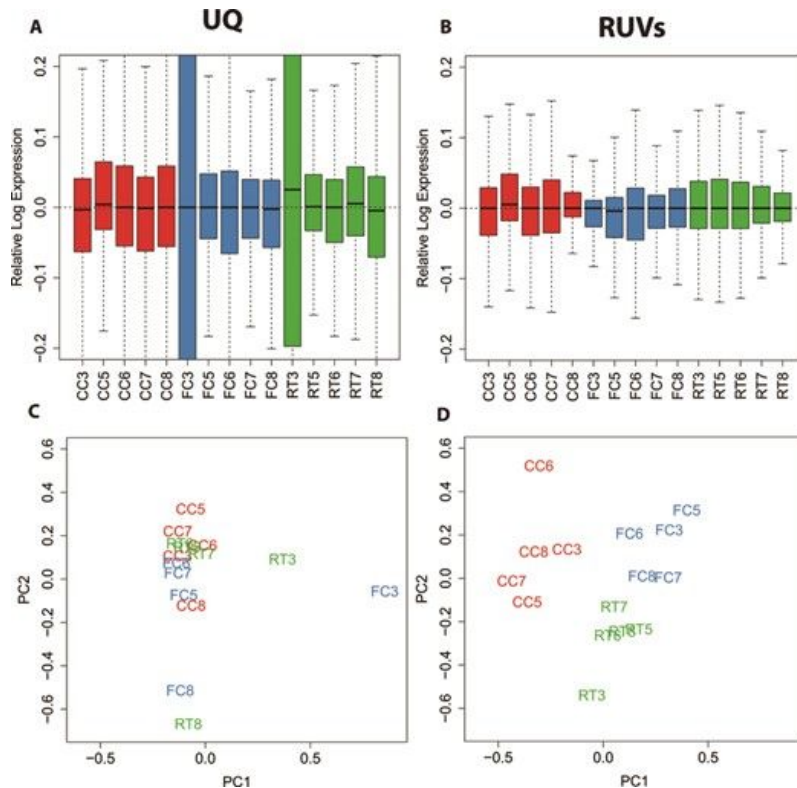 A
UQ
B
RUVs
Relative Log Expression
0.2
0.1
0.0
−0.1
−0.2
CC3
CC5
CC6
CC7
CC8
FC3
FC5
FC6
FC7
FC8
RT3
RT5
RT6
RT7
RT8
Relative Log Expression
0.2
0.1
0.0
−0.1
−0.2
CC3
CC5
CC6
CC7
CC8
FC3
FC5
FC6
FC7
FC8
RT3
RT5
RT6
RT7
RT8
C
PC2
0.6
0.4
0.2
0.0
−0.2
−0.4
−0.6
CC5
CC7
CC6
RT7
RT3
FC7
FC5
CC8
FC3
FC8
RT8
−0.5
0.0
0.5
PC1
D
PC2
0.6
0.4
0.2
0.0
−0.2
−0.4
−0.6
CC6
FC5
FC6
FC3
CC8
CC3
CC7
FC8
FC7
CC5
RT7
RT5
RT3
−0.5
0.0
0.5
PC1